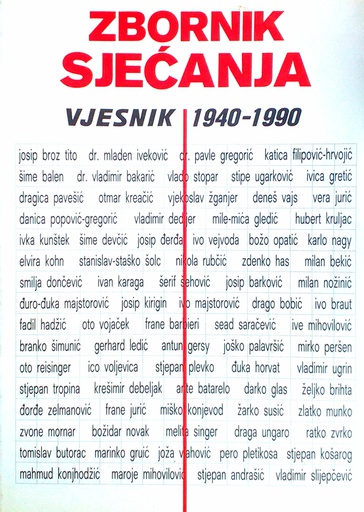 ZBORNIK
SJEĆANJA
VJESNIK 1940-1990
josip broz tito dr. mladen iveković dr. pavle gregorić katica filipović-hrvojić
šime balen dr. vladimir bakarić vlado stopar stipe ugarković ivica gretić
dragica pavešić otmar kreačić vjekoslav žganjer deneš vajs vera jurić
danica popović-gregorić vladimir dedijer mile-mića gledić hubert kruljac
ivka kunštek šime devčić josip đerđa ivo vejvoda božo opatić karlo nagy
elvira kohn stanislav-staško šolc nikola rubčić zdenko has milan bekić
smilja dončević ivan karaga šerif šehović josip barković milan nožinić
đuro-đuka majstorović josip kirigin ivo majstorović drago bobić ivo braut
fadil hadžić oto vojaček frane barbieri sead saračević ive mihovilović
branko šimunić gerhard ledić antun gersy joško palavršić mirko peršen
oto reisinger ico voljevica stjepan plevko đuka horvat vladimir ugrin
stjepan tropina krešimir debeljak ante batarelo darko glas željko brihta
đorđe zelmanović frane jurić miško konjevod žarko susić zlatko munko
zvone mornar božidar novak melita singer draga ungaro ratko zvrko
tomislav butorac marinko gruić joža vlahović pero pletikosa stjepan košarog
mahmud konjhodžić maroje mihovilović stjepan andrašić vladimir slijepčević